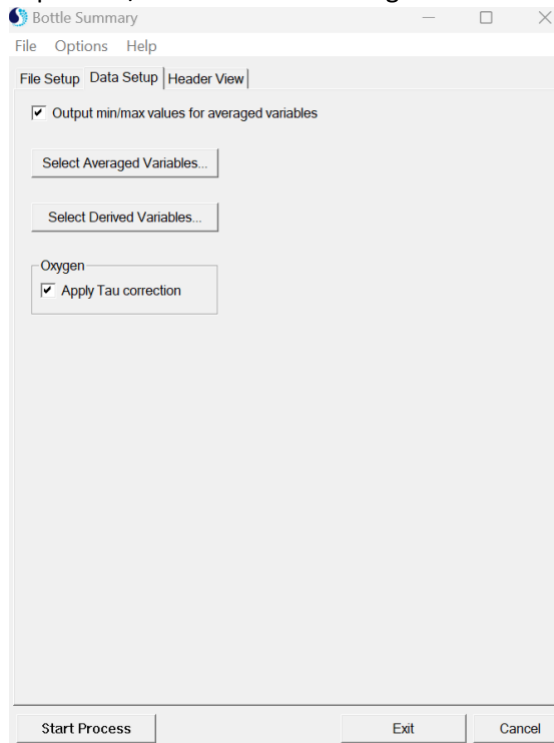 Bottle Summary
File Options Help
File Setup Data Setup Header View
Output min/max values for averaged variables
Select Averaged Variables...
Select Derived Variables...
Oxygen
Apply Tau correction
Start Process Exit Cancel